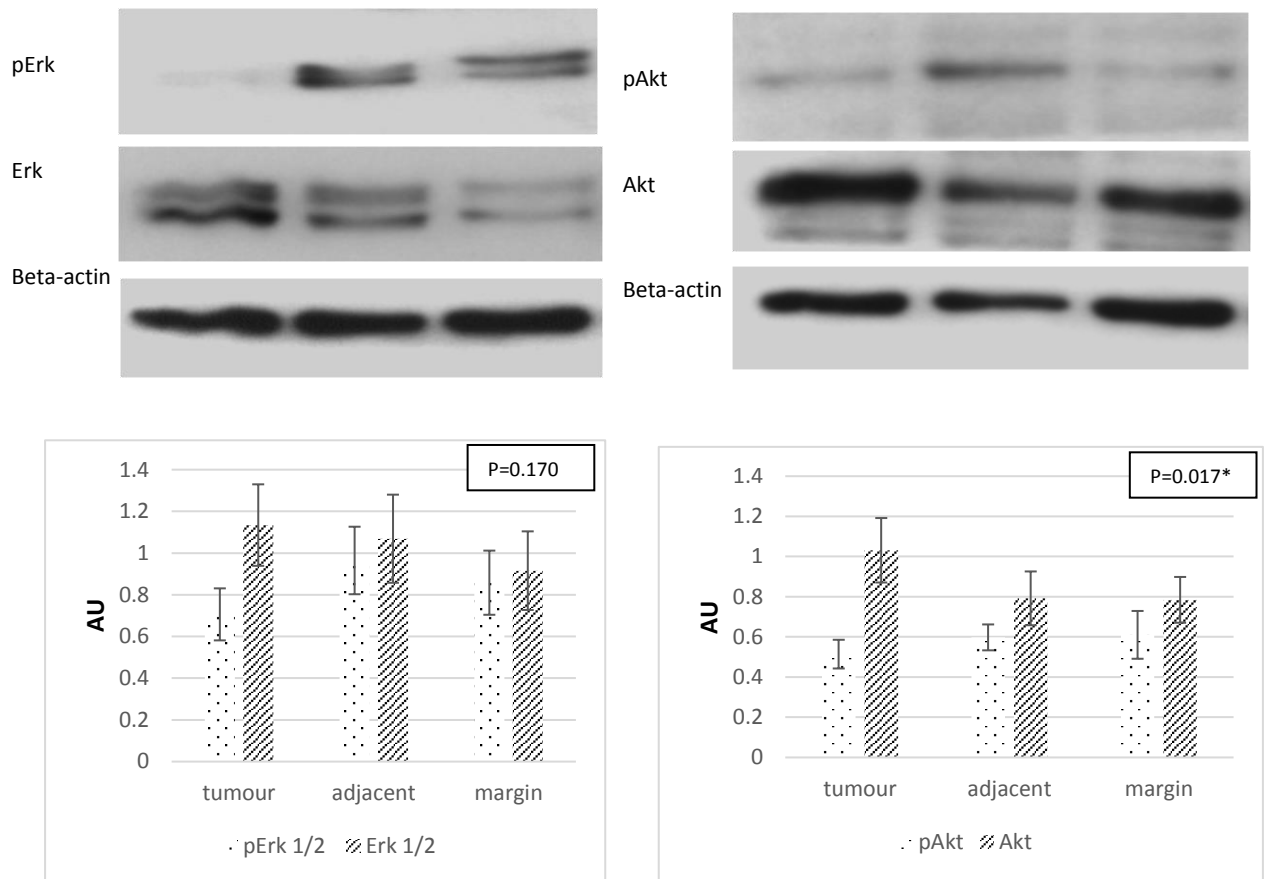 pErk
Erk
Beta-actin
pAkt
Akt
Beta-actin
P=0.170
1.4
1.2
1
0.8
0.6
0.4
0.2
0
AU
tumour adjacent margin
pErk 1/2 Erk 1/2
P=0.017*
1.4
1.2
1
0.8
0.6
0.4
0.2
0
AU
tumour adjacent margin
pAkt Akt